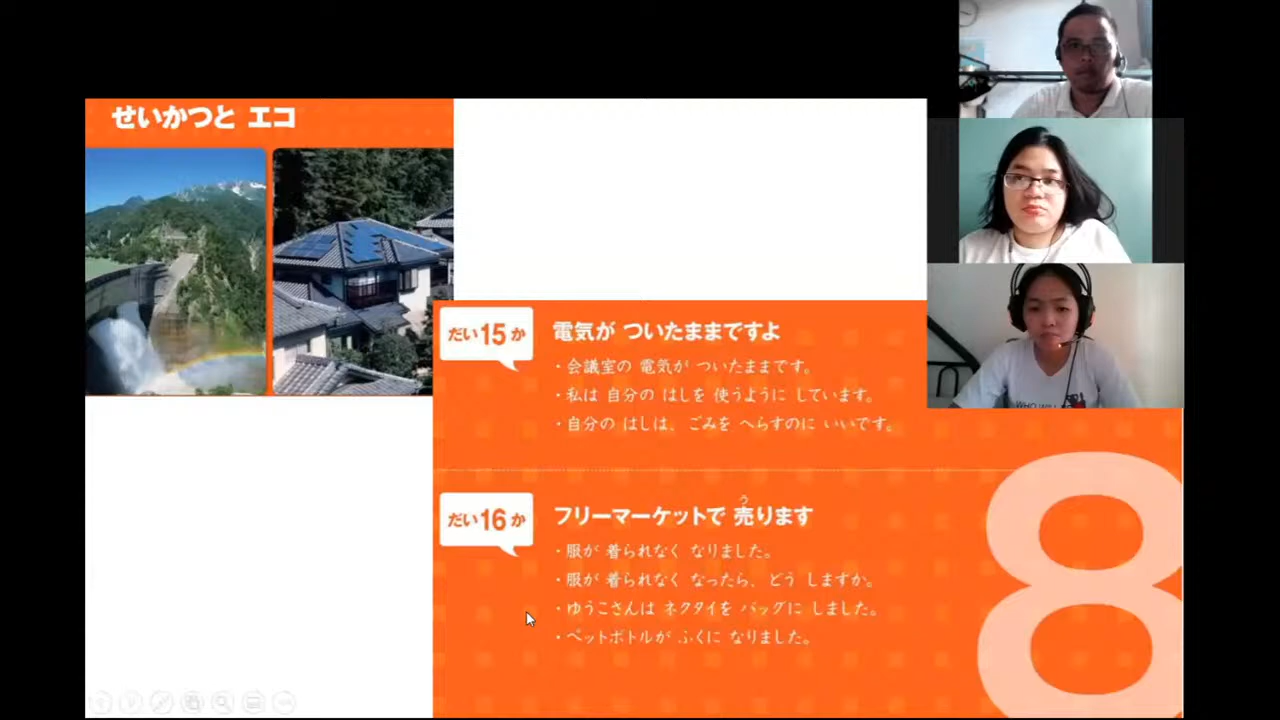 せいかつと エコ
だい15か
電気が ついたままですよ
・会議室の 電気が ついたままです。
・私は 自分の はしを 使うように しています。
・自分の はしは、ごみを へらすのに いいです。
だい16か
フリーマーケットで 売ります
う
・服が 着られなく なりました。
・服が 着られなく なったら、どう しますか。
・ゆうこさんは ネクタイを バッグに しました。
・ペットボトルが ふくに なりました。
8